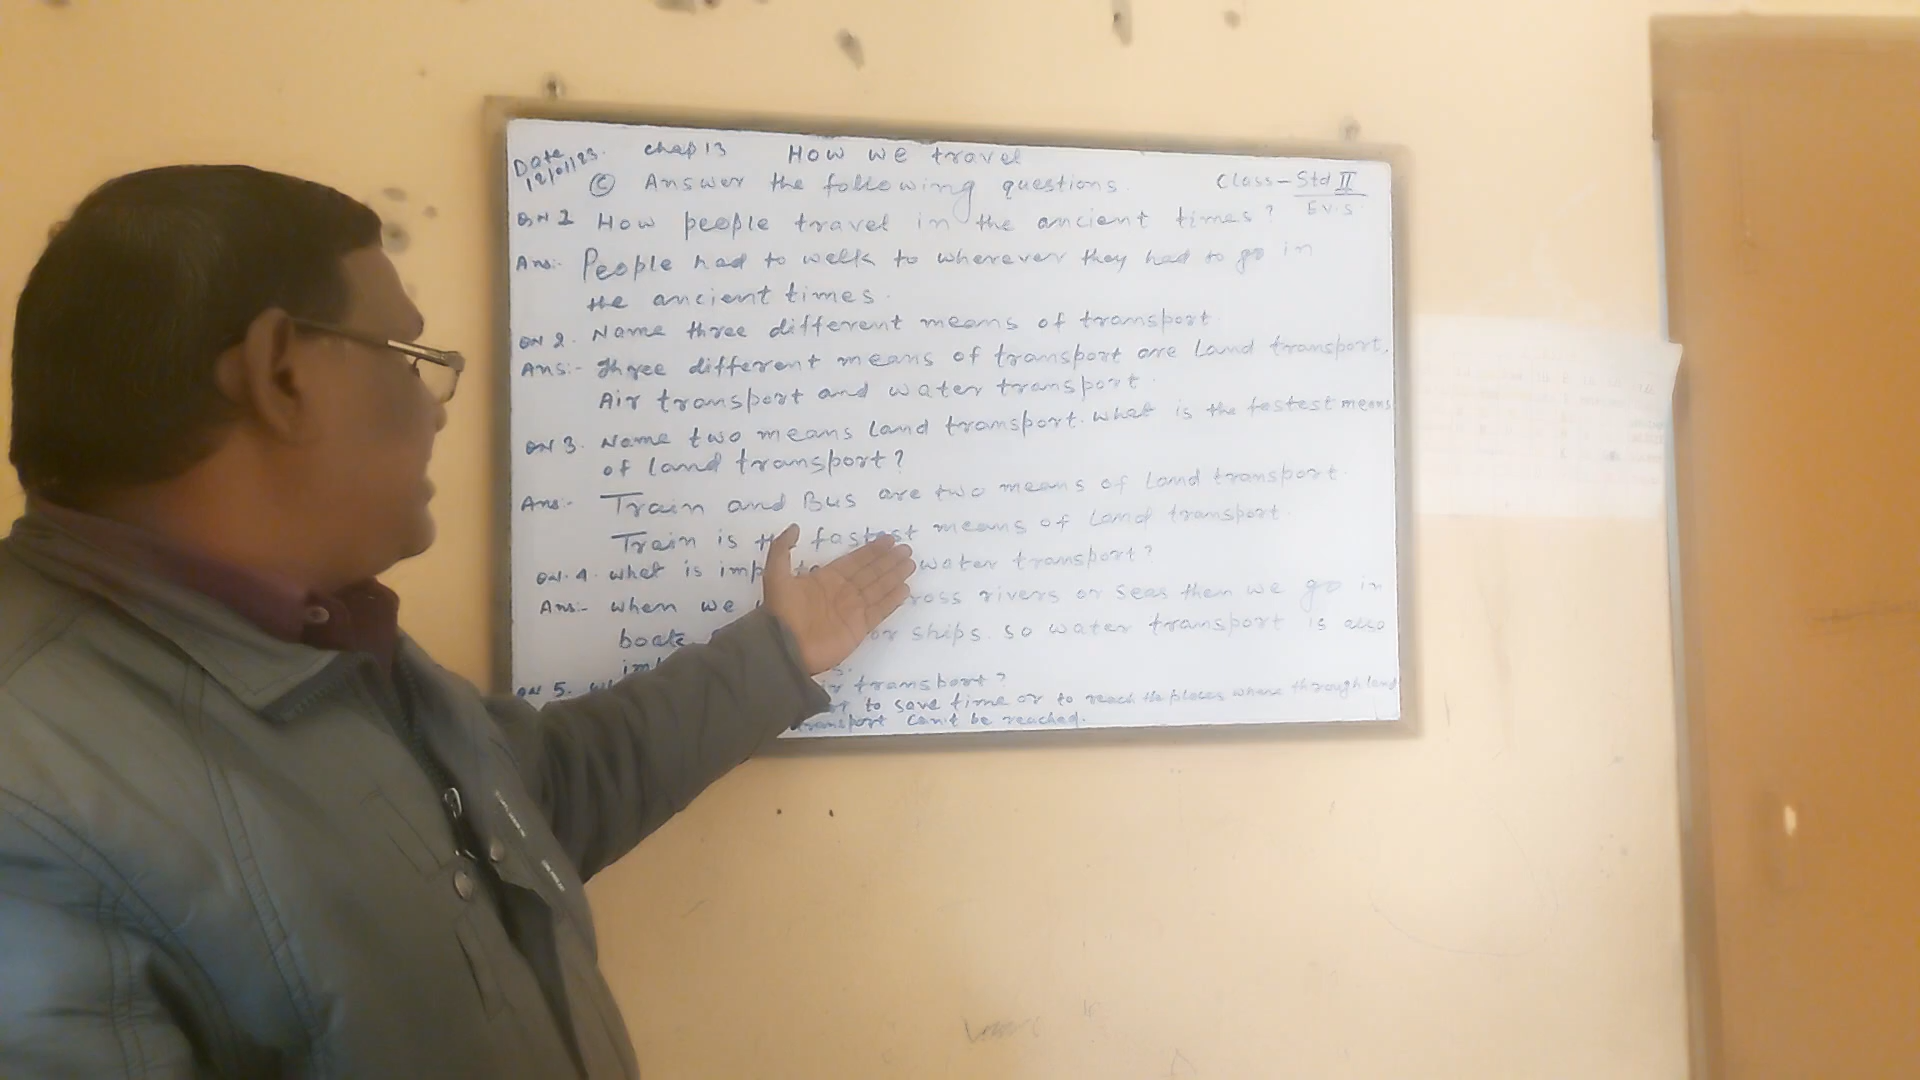 Date 12/01/23. Chap 13 How we travel
Ⓒ Answer the following questions. Class - Std II
E.V.S.
QN 1 How people travel in the ancient times?
Ans:- People had to walk to wherever they had to go in
the ancient times.
QN 2. Name three different means of transport.
Ans:- Three different means of transport are Land transport,
Air transport and water transport.
QN 3. Name two means land transport. What is the fastest means
of land transport?
Ans:- Train and Bus are two means of Land transport.
Train is the fastest means of Land transport.
QN. 4. What is water transport?
Ans:- When we rivers or seas then we go in
or ships. So water transport is also
QN 5. transport?
to save time or to reach the places where through land
transport can't be reached.